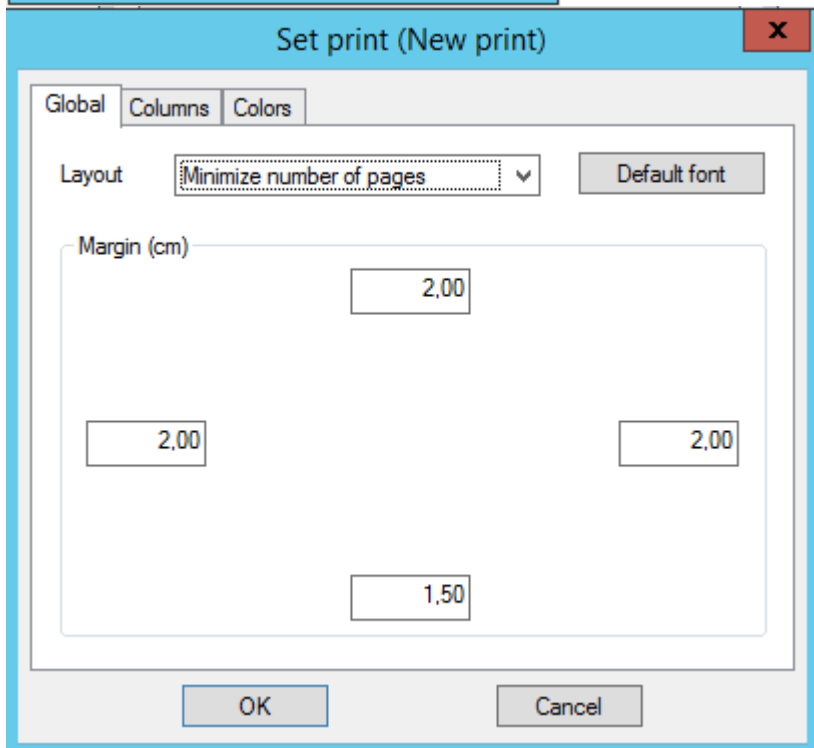 Set print (New print)
x
Global Columns Colors
Layout Minimize number of pages Default font
Margin (cm)
2,00
2,00 2,00
1,50
OK Cancel